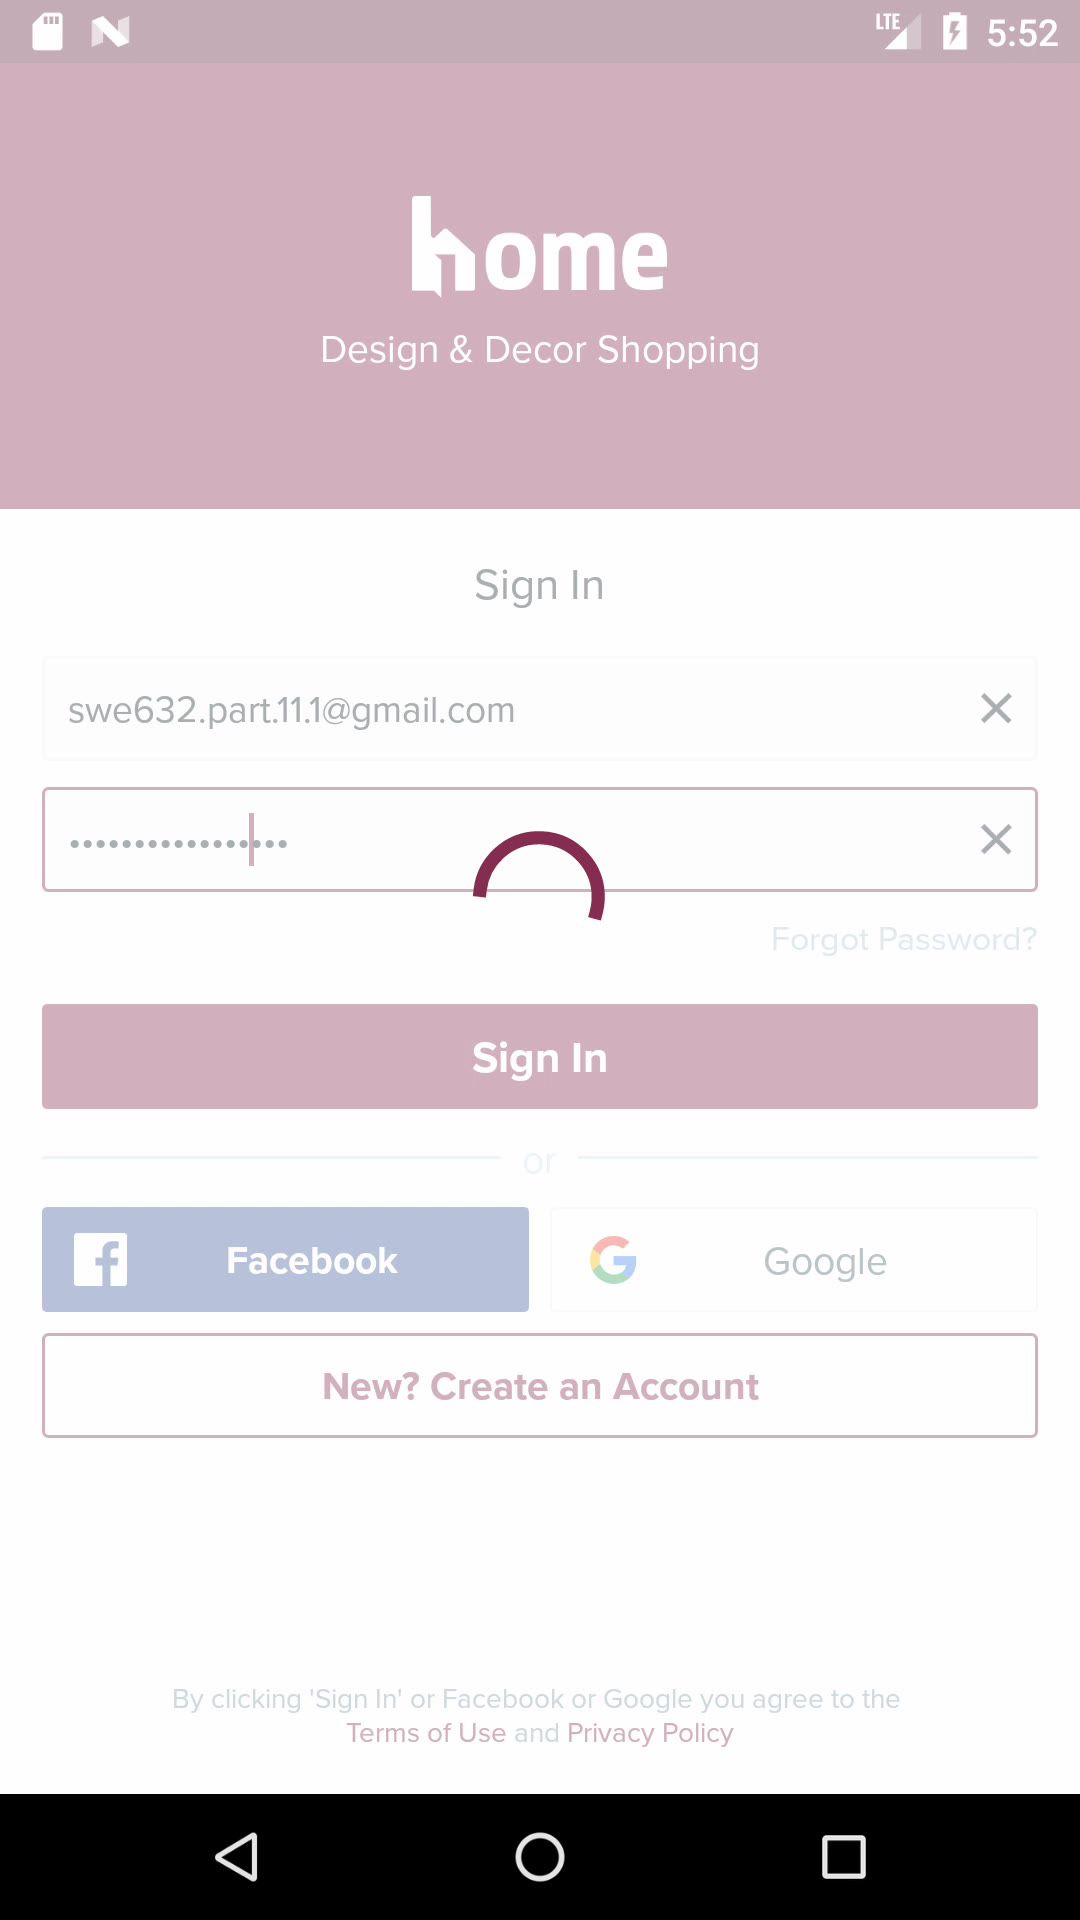 LTE 5:52
home
Design & Decor Shopping
Sign In
swe632.part.11.1@gmail.com
•••••••••••••••••
Forgot Password?
Sign In
or
Facebook
Google
New? Create an Account
By clicking 'Sign In' or Facebook or Google you agree to the
Terms of Use and Privacy Policy